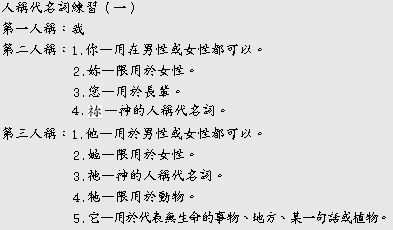 人稱代名詞練習（一）
第一人稱：我
第二人稱：1.你—用在男性或女性都可以。
2.妳—限用於女性。
3.您—用於長輩。
4.祢—神的人稱代名詞。
第三人稱：1.他—用於男性或女性都可以。
2.她—限用於女性。
3.祂—神的人稱代名詞。
4.牠—限用於動物。
5.它—用於代表無生命的事物、地方、某一句話或植物。